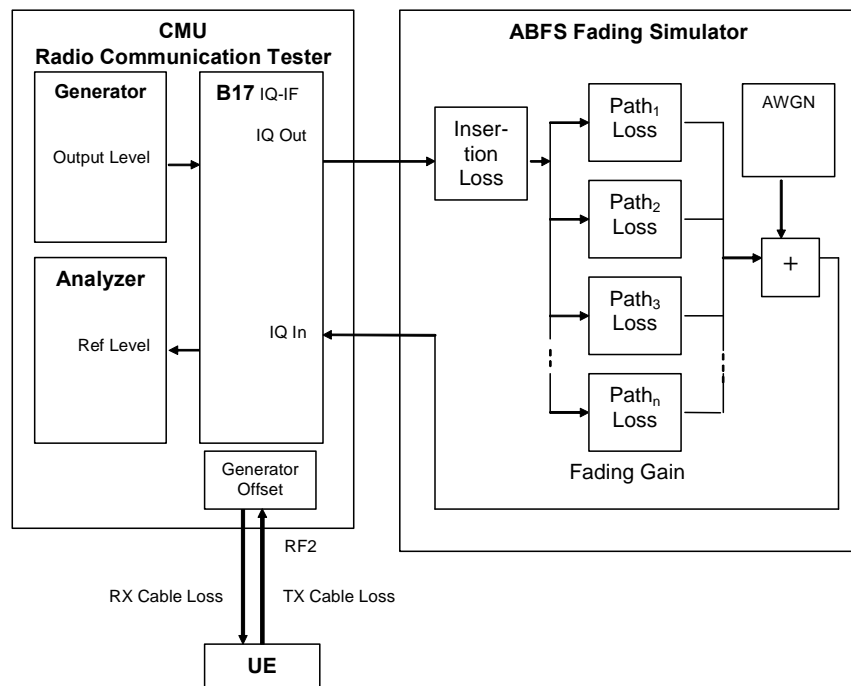 CMU
Radio Communication Tester
Generator
Output Level
B17 IQ-IF
IQ Out
Analyzer
Ref Level
IQ In
Generator
Offset
RF2
RX Cable Loss
TX Cable Loss
UE
ABFS Fading Simulator
Inser-
tion
Loss
Path₁
Loss
Path₂
Loss
Path₃
Loss
Pathₙ
Loss
Fading Gain
AWGN
+